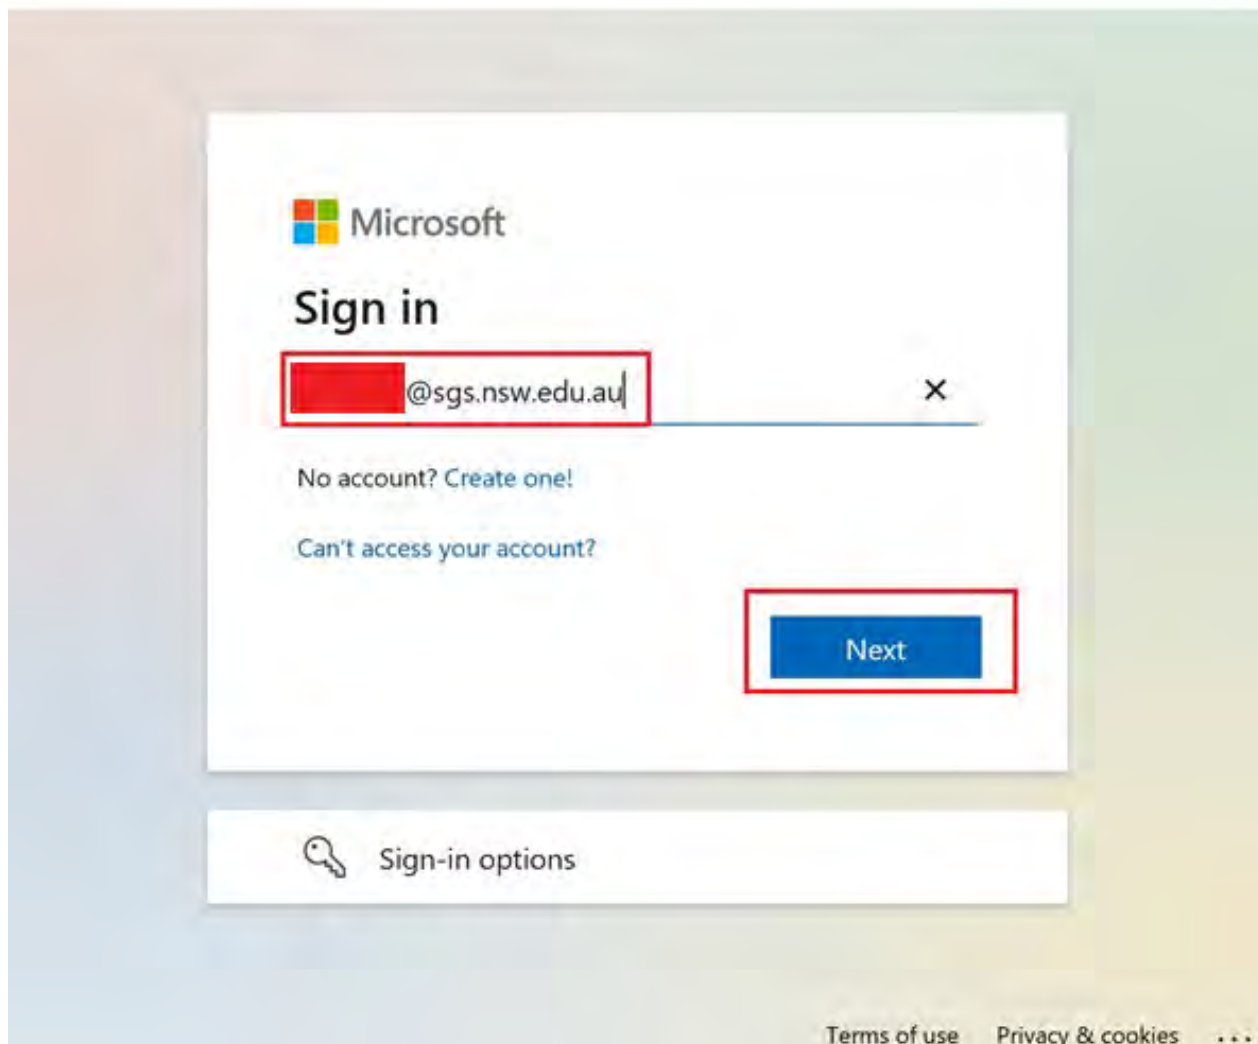 Microsoft
Sign in
@sgs.nsw.edu.au
No account? Create one!
Can't access your account?
Next
Sign-in options
Terms of use Privacy & cookies ...